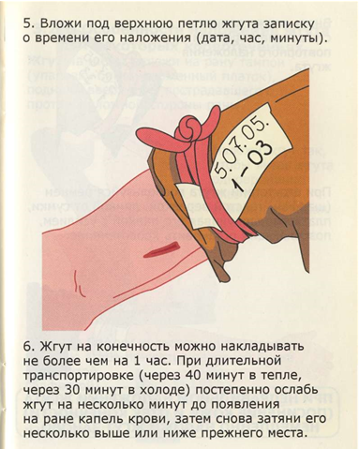 5. Вложи под верхнюю петлю жгута записку
о времени его наложения (дата, час, минуты).
5.07.05.
1-03
6. Жгут на конечность можно накладывать
не более чем на 1 час. При длительной
транспортировке (через 40 минут в тепле,
через 30 минут в холоде) постепенно ослабь
жгут на несколько минут до появления
на ране капель крови, затем снова затяни его
несколько выше или ниже прежнего места.